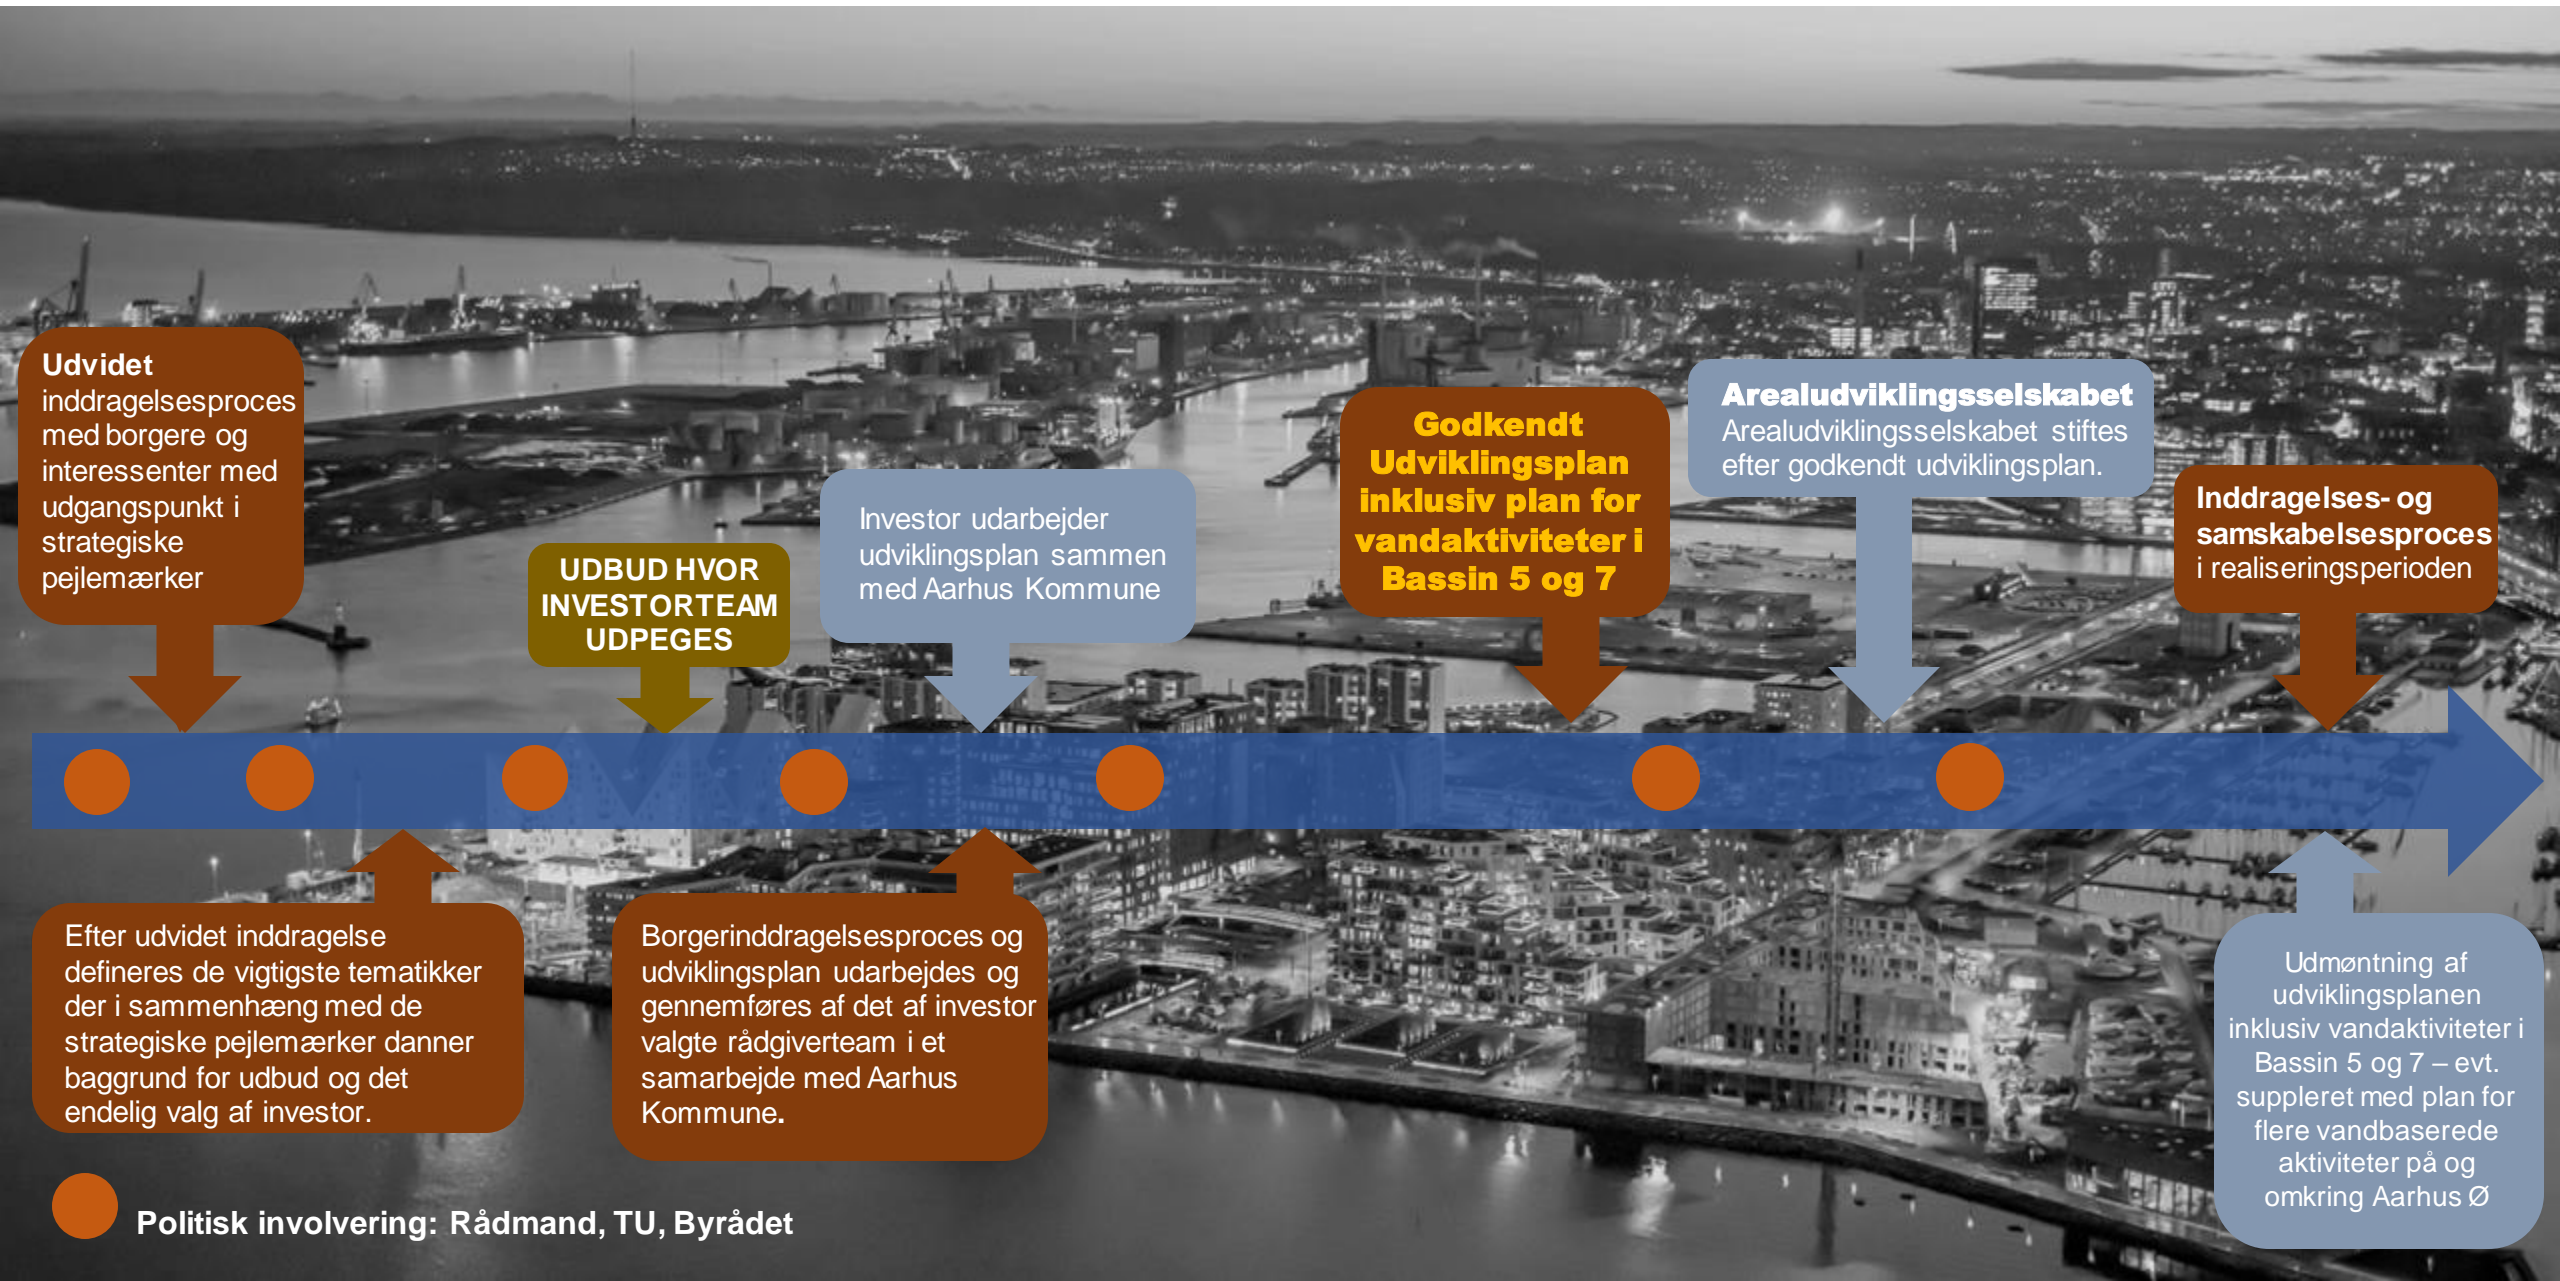 Udvidet
inddragelsesproces
med borgere og
interessenter med
udgangspunkt i
strategiske
pejlemærker
UDBUD HVOR
INVESTORTEAM
UDPEGES
Investor udarbejder
udviklingsplan sammen
med Aarhus Kommune
Godkendt
Udviklingsplan
inklusiv plan for
vandaktiviteter i
Bassin 5 og 7
Arealudviklingsselskabet
Arealudviklingsselskabet stiftes
efter godkendt udviklingsplan.
Inddragelses- og
samskabelsesproces
i realiseringsperioden
Efter udvidet inddragelse
defineres de vigtigste tematikker
der i sammenhæng med de
strategiske pejlemærker danner
baggrund for udbud og det
endelig valg af investor.
Borgerinddragelsesproces og
udviklingsplan udarbejdes og
gennemføres af det af investor
valgte rådgiverteam i et
samarbejde med Aarhus
Kommune.
Udmøntning af
udviklingsplanen
inklusiv vandaktiviteter i
Bassin 5 og 7 – evt.
suppleret med plan for
flere vandbaserede
aktiviteter på og
omkring Aarhus Ø
Politisk involvering: Rådmand, TU, Byrådet